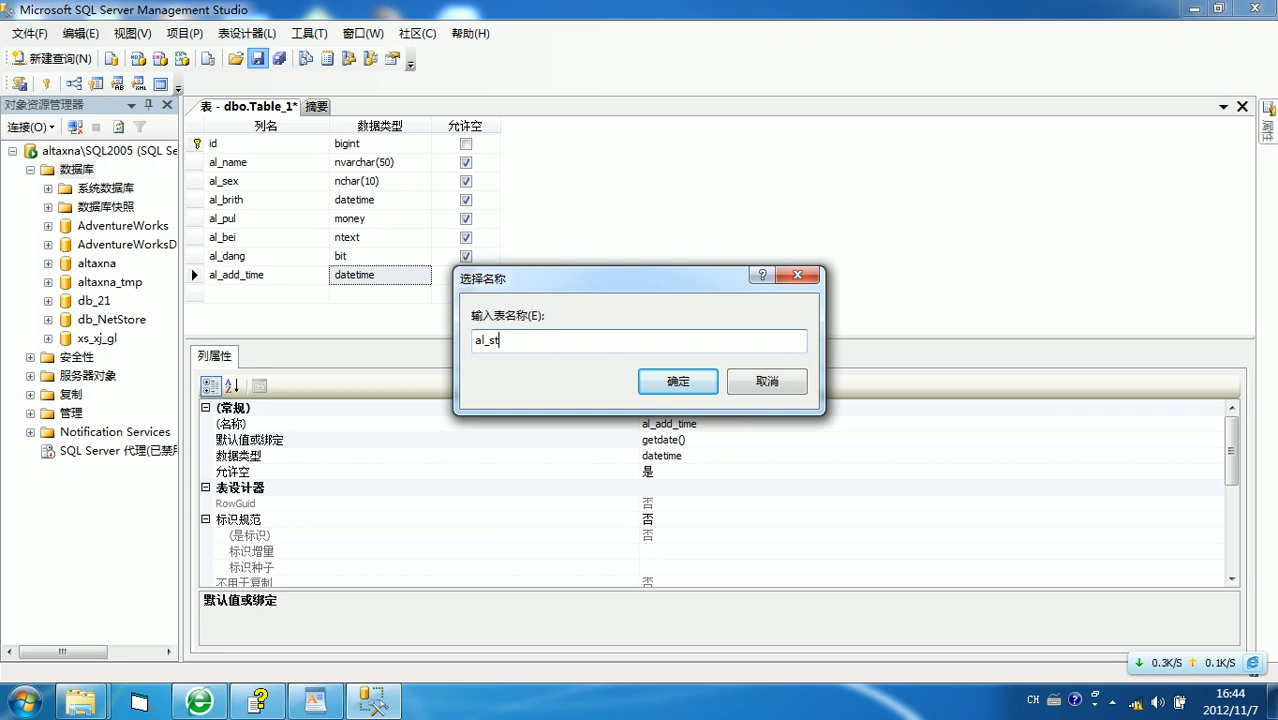 Microsoft SQL Server Management Studio
文件(F) 编辑(E) 视图(V) 项目(P) 表设计器(L) 工具(T) 窗口(W) 社区(C) 帮助(H)
新建查询(N)
对象资源管理器
连接(O)
altaxna\SQL2005 (SQL Se
数据库
系统数据库
数据库快照
AdventureWorks
AdventureWorksD
altaxna
altaxna_tmp
db_21
db_NetStore
xs_xj_gl
安全性
服务器对象
复制
管理
Notification Services
SQL Server 代理(已禁用
表 - dbo.Table_1* 摘要
列名 数据类型 允许空
id bigint
al_name nvarchar(50)
al_sex nchar(10)
al_brith datetime
al_pul money
al_bei ntext
al_dang bit
al_add_time datetime
选择名称
输入表名称(E):
al_st
确定 取消
列属性
(常规)
(名称) al_add_time
默认值或绑定 getdate()
数据类型 datetime
允许空 是
表设计器
RowGuid 否
标识规范 否
(是标识) 否
标识增量
标识种子
不用于复制 否
默认值或绑定
属性
0.3K/S 0.1K/S
CH
16:44
2012/11/7